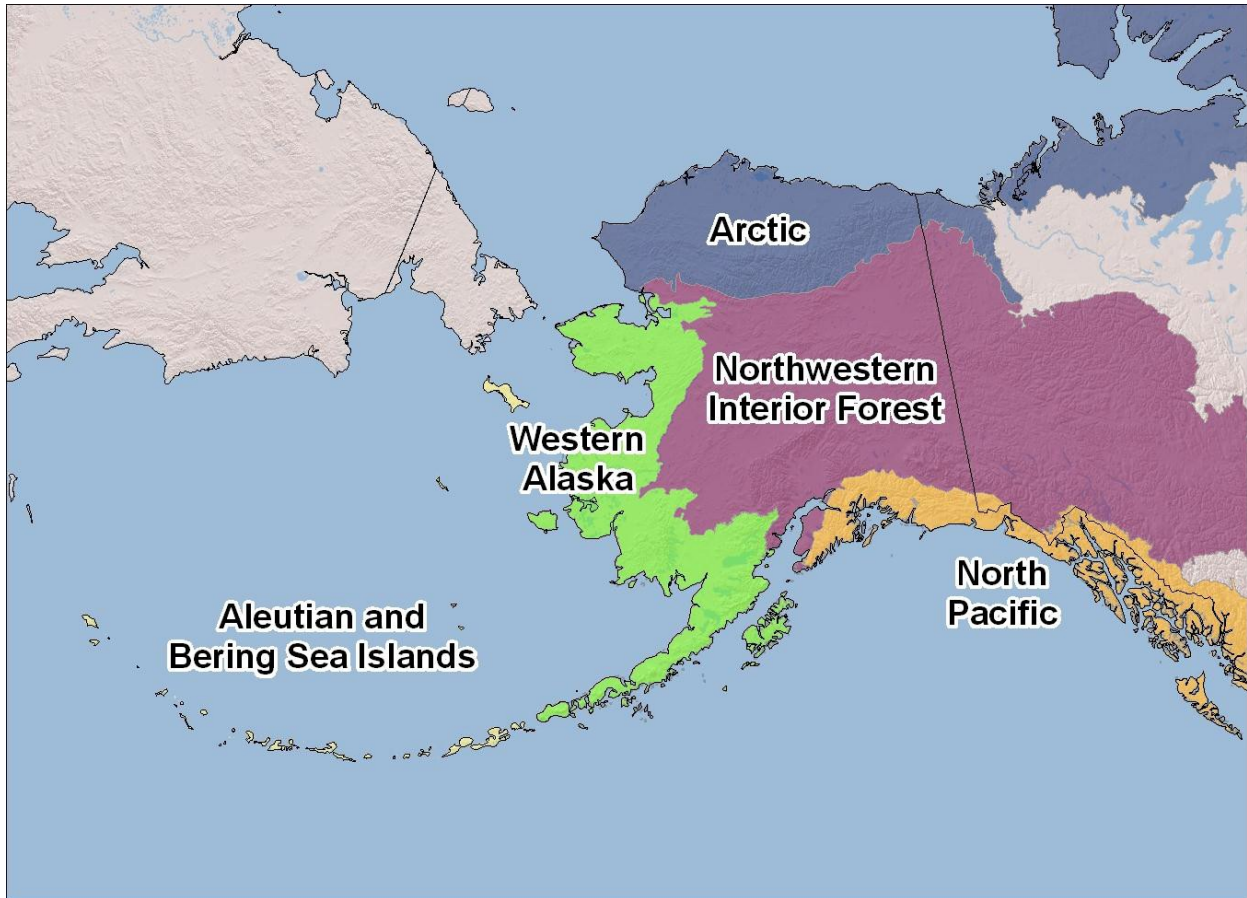 Arctic
Northwestern
Interior Forest
Western
Alaska
North
Pacific
Aleutian and
Bering Sea Islands